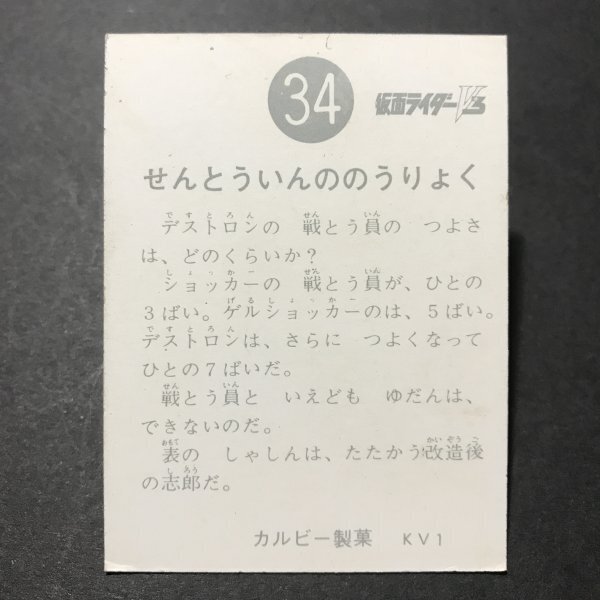 34 仮面ライダーV3
せんとういんののうりょく
デストロンの 戦とう員の つよさ
は、どのくらいか?
ショッカーの 戦とう員が、ひとの
3ばい。ゲルショッカーのは、5ばい。
デストロンは、さらに つよくなって
ひとの7ばいだ。
戦とう員と いえども ゆだんは、
できないのだ。
表の しゃしんは、たたかう改造後
の志郎だ。
カルビー製菓 KV1